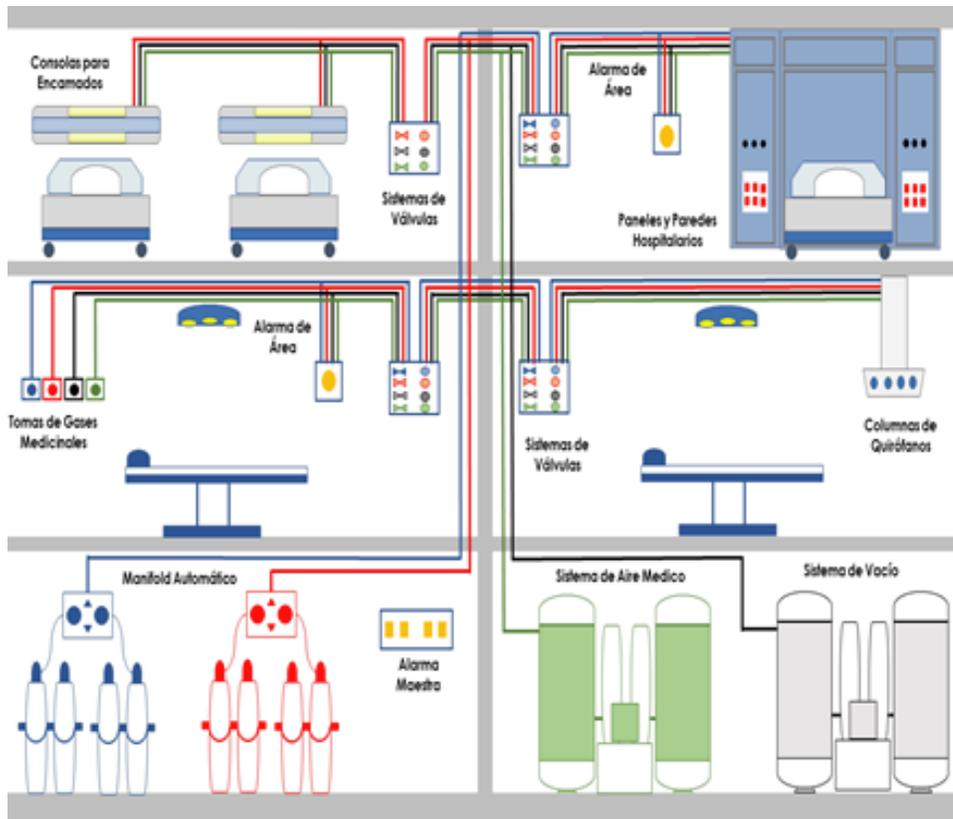 Consolas para
Encamados
Alarma de
Área
Sistemas de
Válvulas
Paneles y Paredes
Hospitalarios
Alarma de
Área
Tomas de Gases
Medicinales
Sistemas de
Válvulas
Columnas de
Quirófanos
Manifold Automático
Alarma
Maestra
Sistema de Aire Medico
Sistema de Vacío